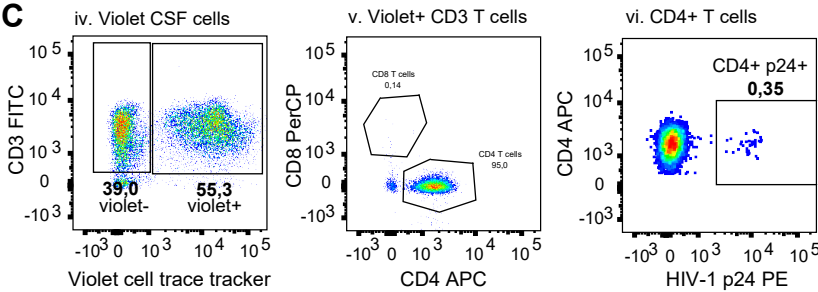 C
iv. Violet CSF cells
10^5
10^4
10^3
0
-10^3
CD3 FITC
39,0
violet-
55,3
violet+
-10^3 0 10^3 10^4 10^5
Violet cell trace tracker
v. Violet+ CD3 T cells
10^5
10^4
10^3
0
-10^3
CD8 PerCP
CD8 T cells
0,14
CD4 T cells
95,0
-10^3 0 10^3 10^4 10^5
CD4 APC
vi. CD4+ T cells
10^5
10^4
10^3
0
-10^3
CD4 APC
CD4+ p24+
0,35
-10^3 0 10^3 10^4 10^5
HIV-1 p24 PE